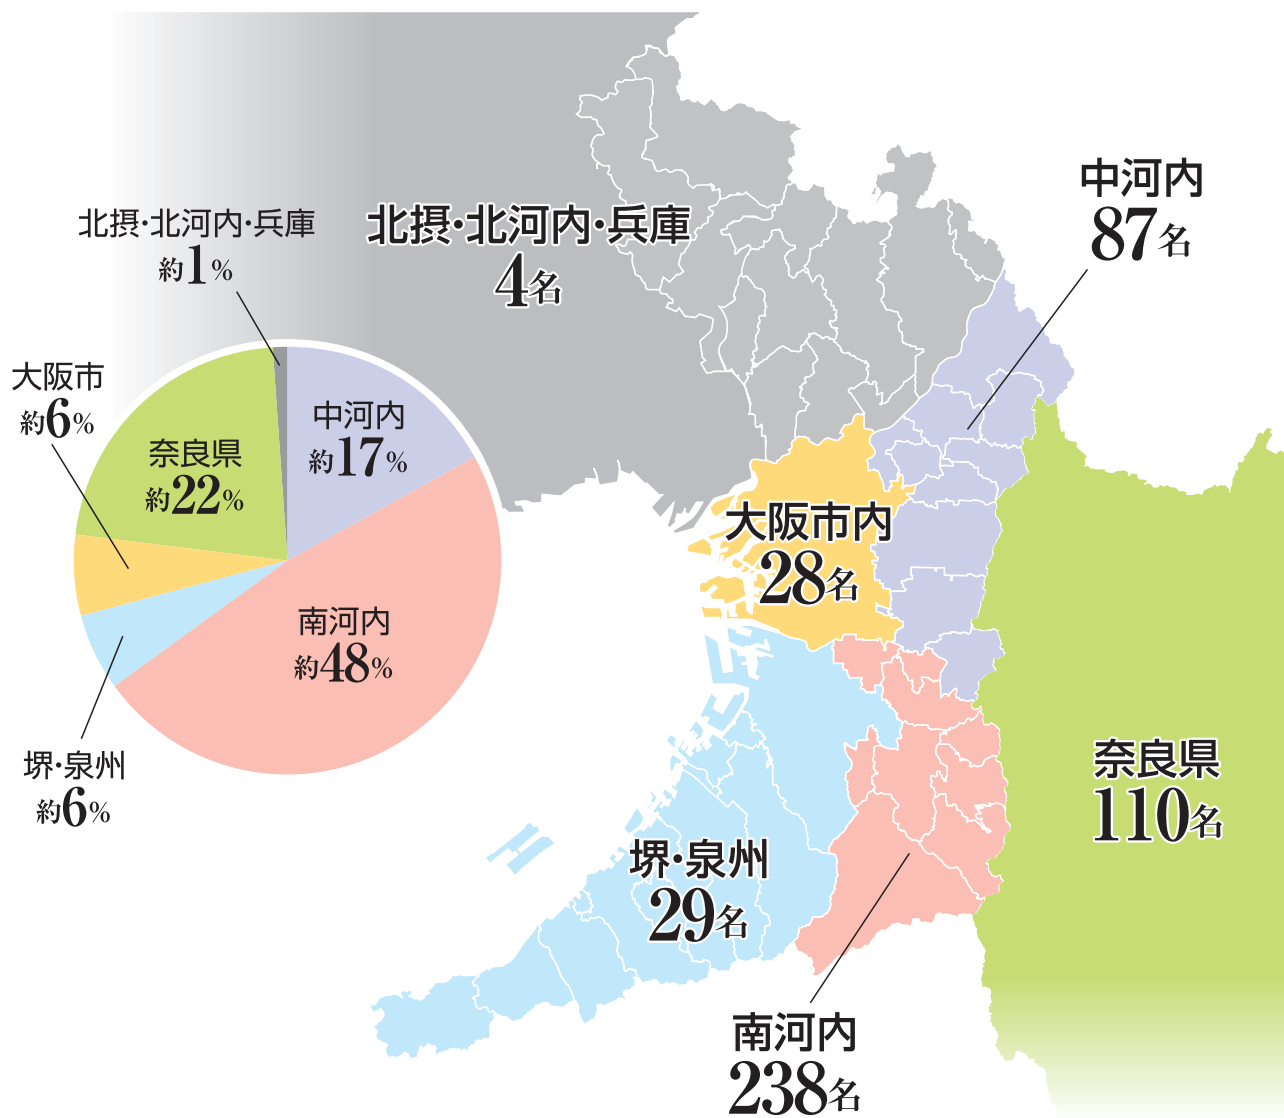 中河内
87名
北摂・北河内・兵庫
4名
北摂・北河内・兵庫
約1%
大阪市
約6%
中河内
約17%
奈良県
約22%
大阪市内
28名
南河内
約48%
堺・泉州
約6%
奈良県
110名
堺・泉州
29名
南河内
238名